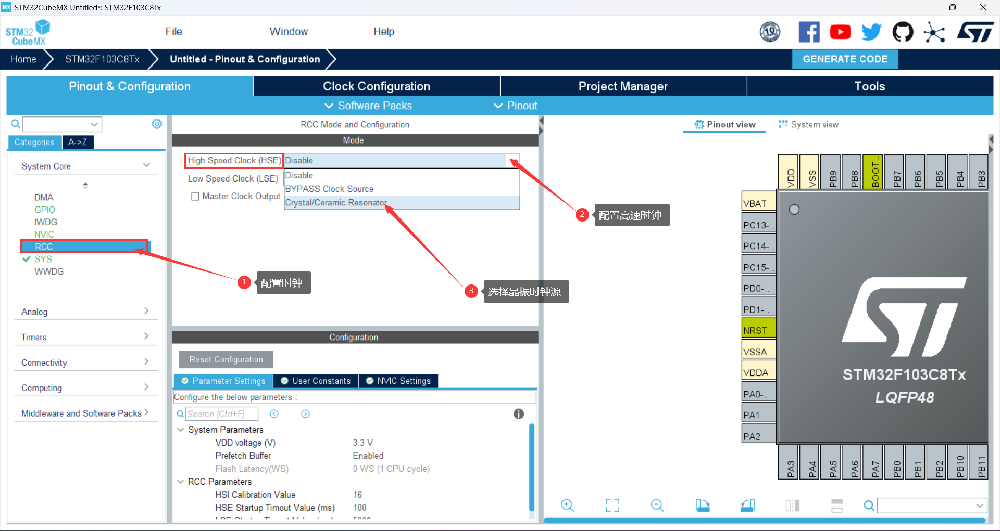 MX STM32CubeMX Untitled*: STM32F103C8Tx
STM32
CubeMX
File
Window
Help
10
ST
Home
STM32F103C8Tx
Untitled - Pinout & Configuration
GENERATE CODE
Pinout & Configuration
Clock Configuration
Project Manager
Tools
Software Packs
Pinout
Categories
A->Z
System Core
DMA
GPIO
IWDG
NVIC
RCC
SYS
WWDG
Analog
Timers
Connectivity
Computing
Middleware and Software Packs
RCC Mode and Configuration
Mode
High Speed Clock (HSE)
Disable
Low Speed Clock (LSE)
Master Clock Output
Disable
BYPASS Clock Source
Crystal/Ceramic Resonator
1 配置时钟
2 配置高速时钟
3 选择晶振时钟源
Configuration
Reset Configuration
Parameter Settings
User Constants
NVIC Settings
Configure the below parameters :
Search (Ctrl+F)
System Parameters
VDD voltage (V) 3.3 V
Prefetch Buffer Enabled
Flash Latency(WS) 0 WS (1 CPU cycle)
RCC Parameters
HSI Calibration Value 16
HSE Startup Timout Value (ms) 100
Pinout view
System view
VDD
VSS
PB9
PB8
BOOT..
PB7
PB6
PB5
PB4
PB3
VBAT
PC13-..
PC14-..
PC15-..
PD0-..
PD1-..
NRST
VSSA
VDDA
PA0-..
PA1
PA2
ST
STM32F103C8Tx
LQFP48
PA3
PA4
PA5
PA6
PA7
PB0
PB1
PB2
PB10
PB11